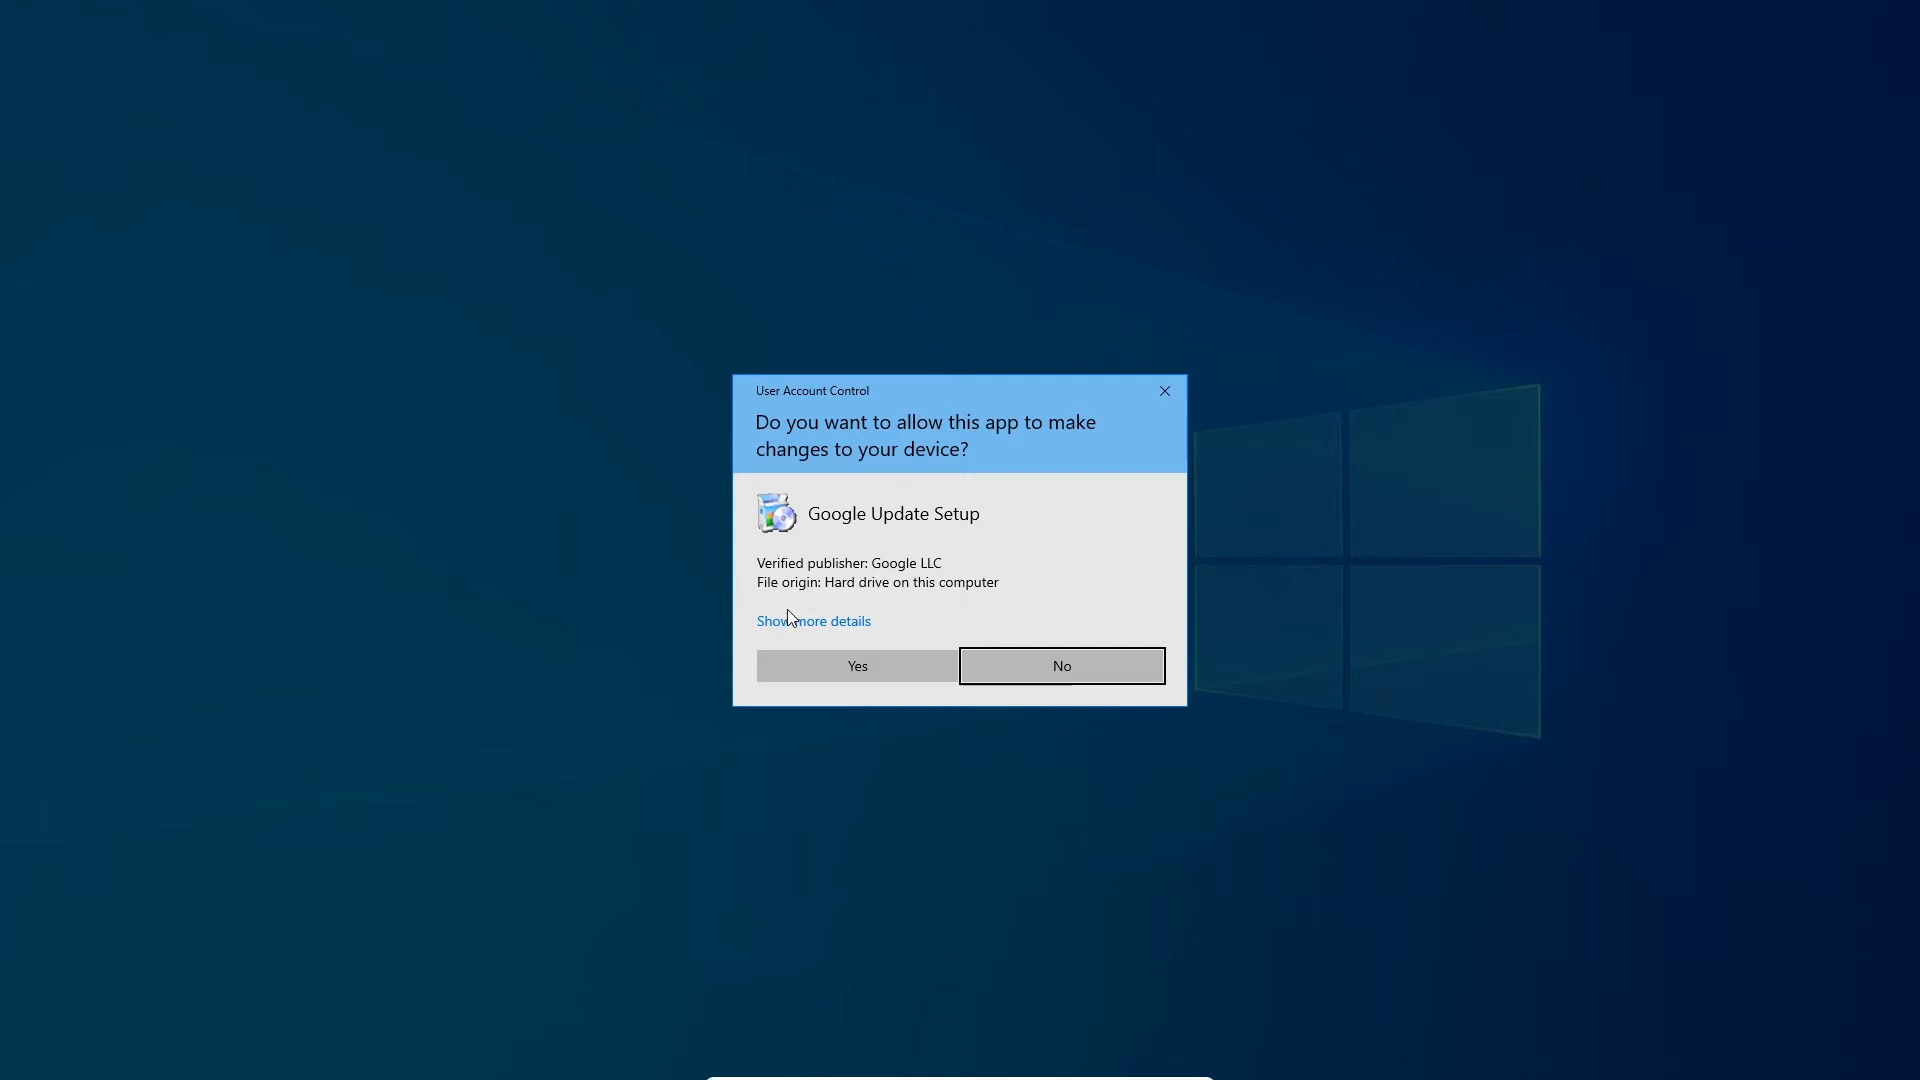 User Account Control
Do you want to allow this app to make
changes to your device?
Google Update Setup
Verified publisher: Google LLC
File origin: Hard drive on this computer
Show more details
Yes
No